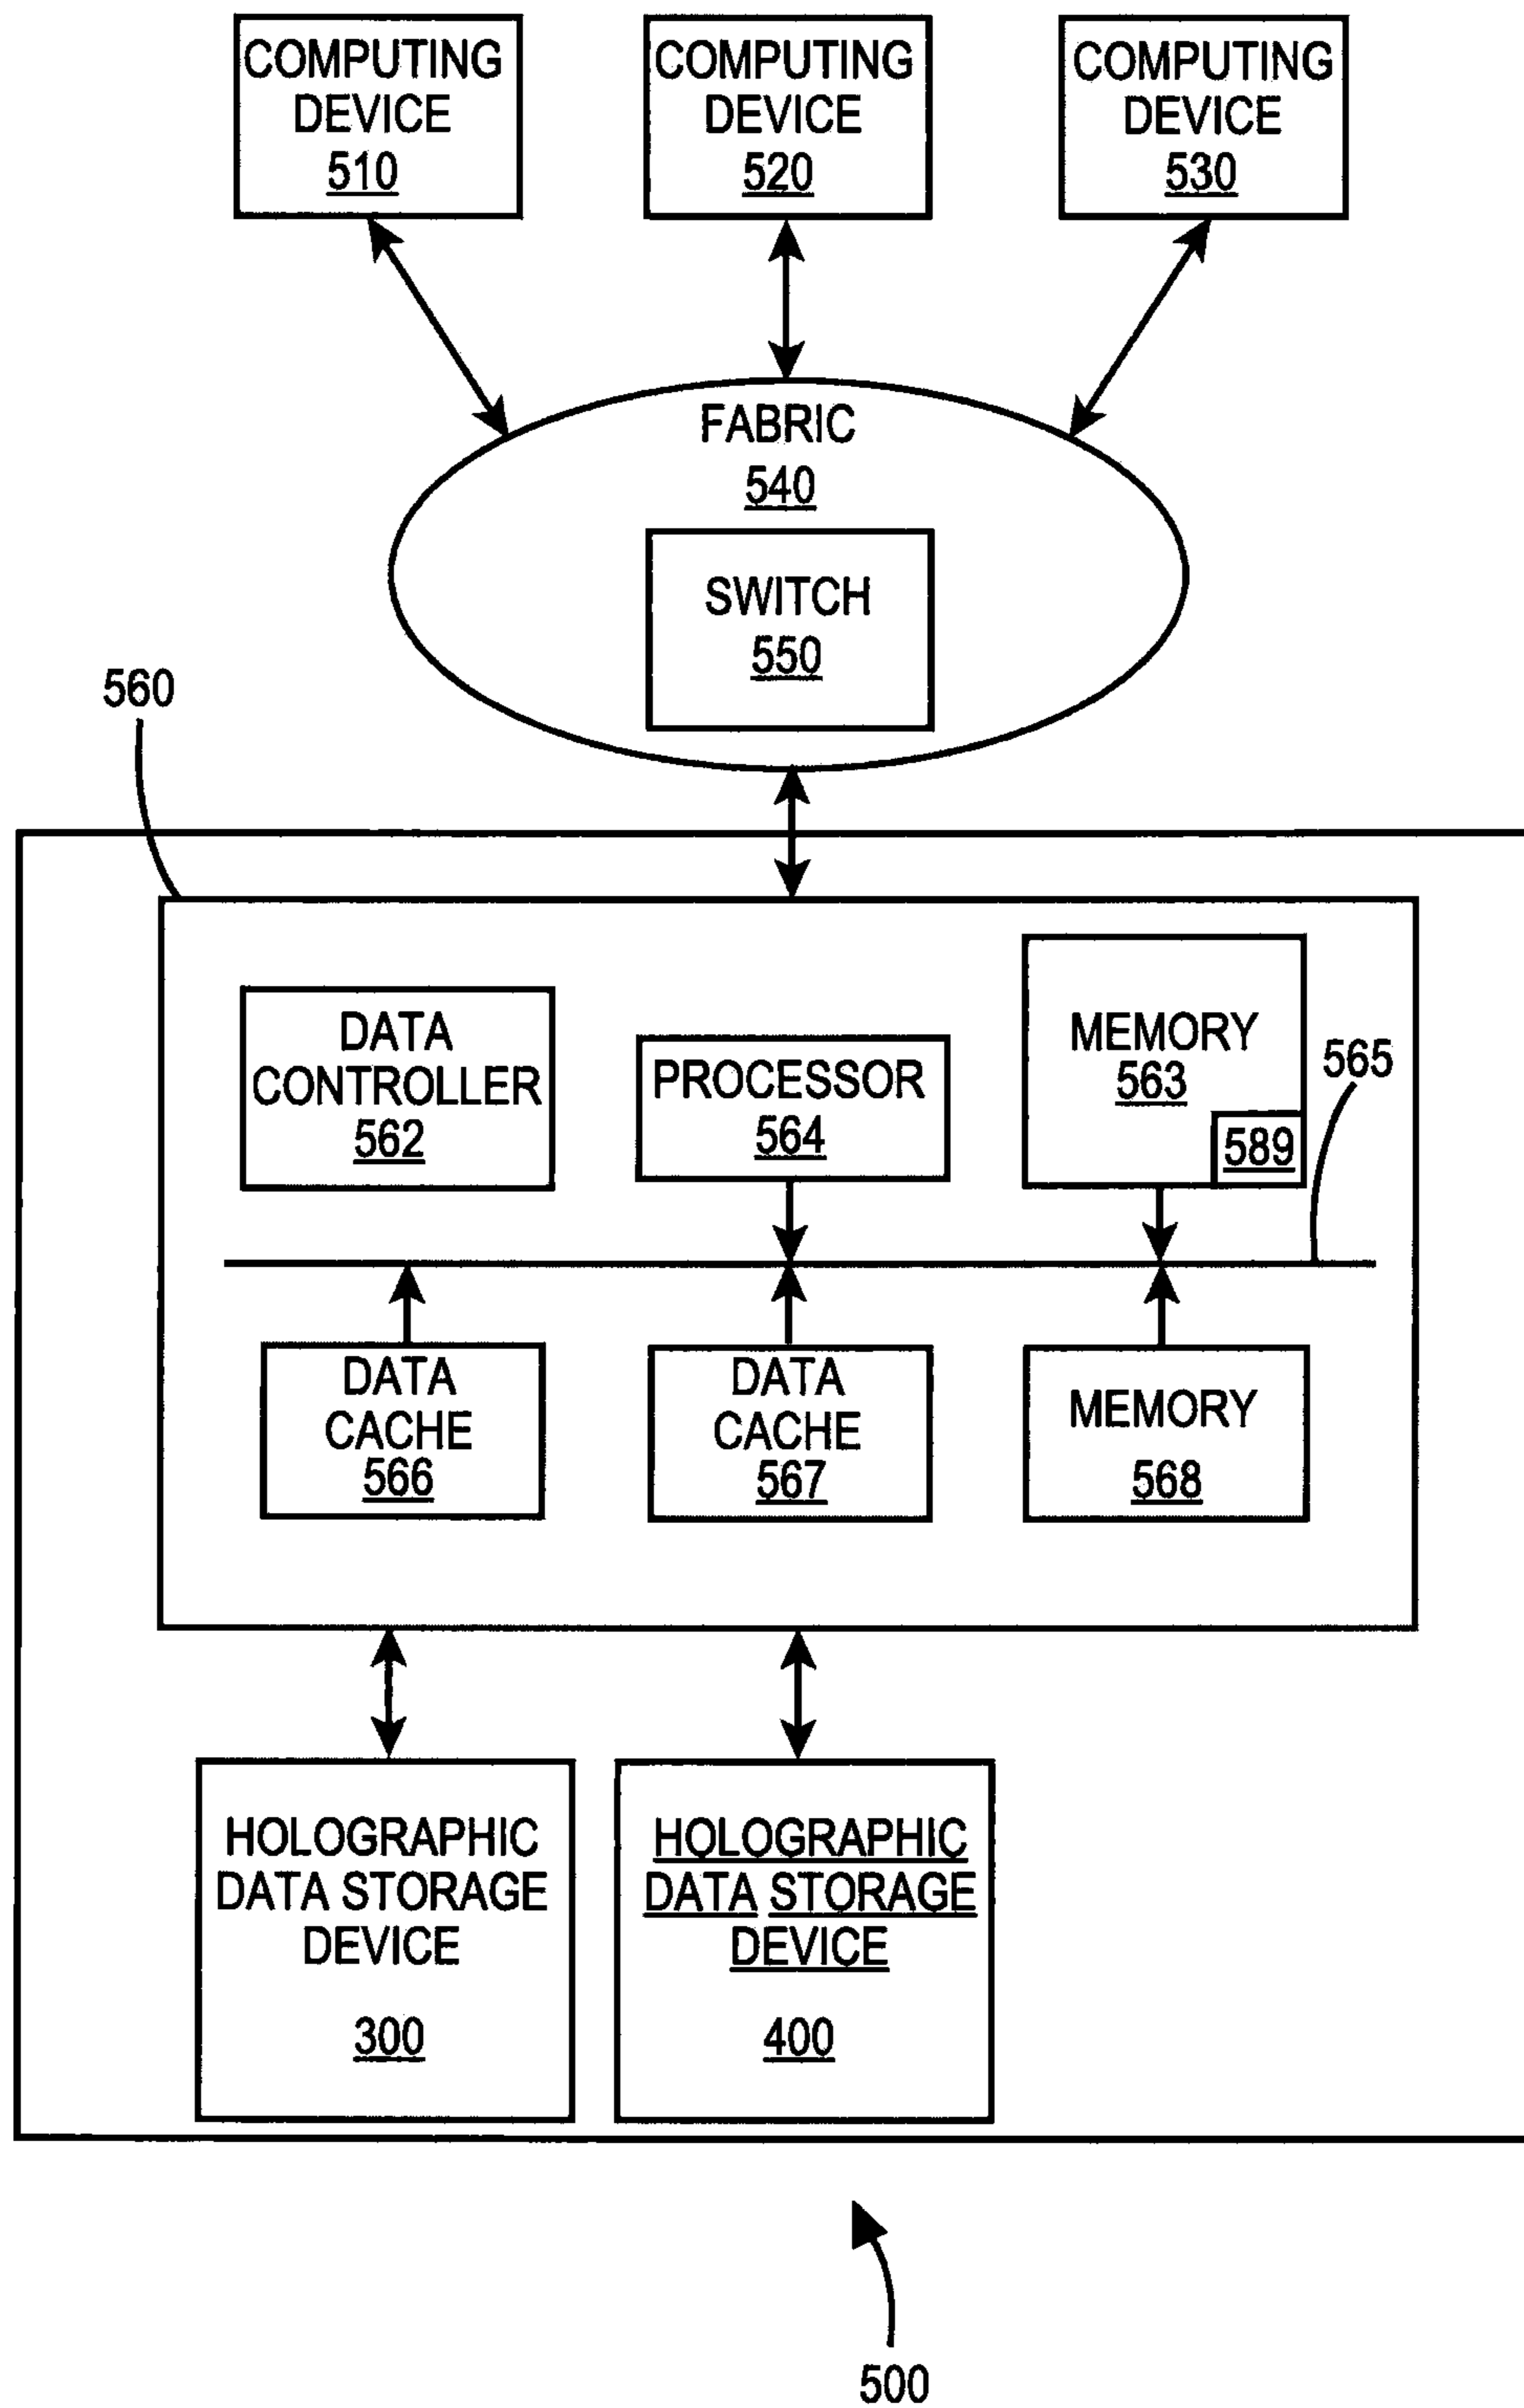 COMPUTING
DEVICE
510
COMPUTING
DEVICE
520
COMPUTING
DEVICE
530
FABRIC
540
SWITCH
550
560
DATA
CONTROLLER
562
PROCESSOR
564
MEMORY
563
589
565
DATA
CACHE
566
DATA
CACHE
567
MEMORY
568
HOLOGRAPHIC
DATA STORAGE
DEVICE
300
HOLOGRAPHIC
DATA STORAGE
DEVICE
400
500